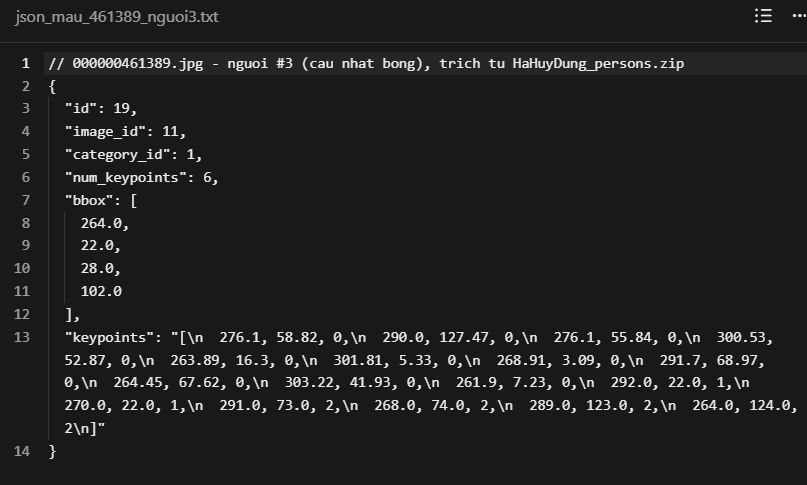 json_mau_461389_nguoi3.txt
1 // 000000461389.jpg - nguoi #3 (cau nhat bong), trich tu HaHuyDung_persons.zip
2 {
3 "id": 19,
4 "image_id": 11,
5 "category_id": 1,
6 "num_keypoints": 6,
7 "bbox": [
8 264.0,
9 22.0,
10 28.0,
11 102.0
12 ],
13 "keypoints": "[\n  276.1, 58.82, 0,\n  290.0, 127.47, 0,\n  276.1, 55.84, 0,\n  300.53,
52.87, 0,\n  263.89, 16.3, 0,\n  301.81, 5.33, 0,\n  268.91, 3.09, 0,\n  291.7, 68.97,
0,\n  264.45, 67.62, 0,\n  303.22, 41.93, 0,\n  261.9, 7.23, 0,\n  292.0, 22.0, 1,\n
270.0, 22.0, 1,\n  291.0, 73.0, 2,\n  268.0, 74.0, 2,\n  289.0, 123.0, 2,\n  264.0, 124.0,
2\n]"
14 }